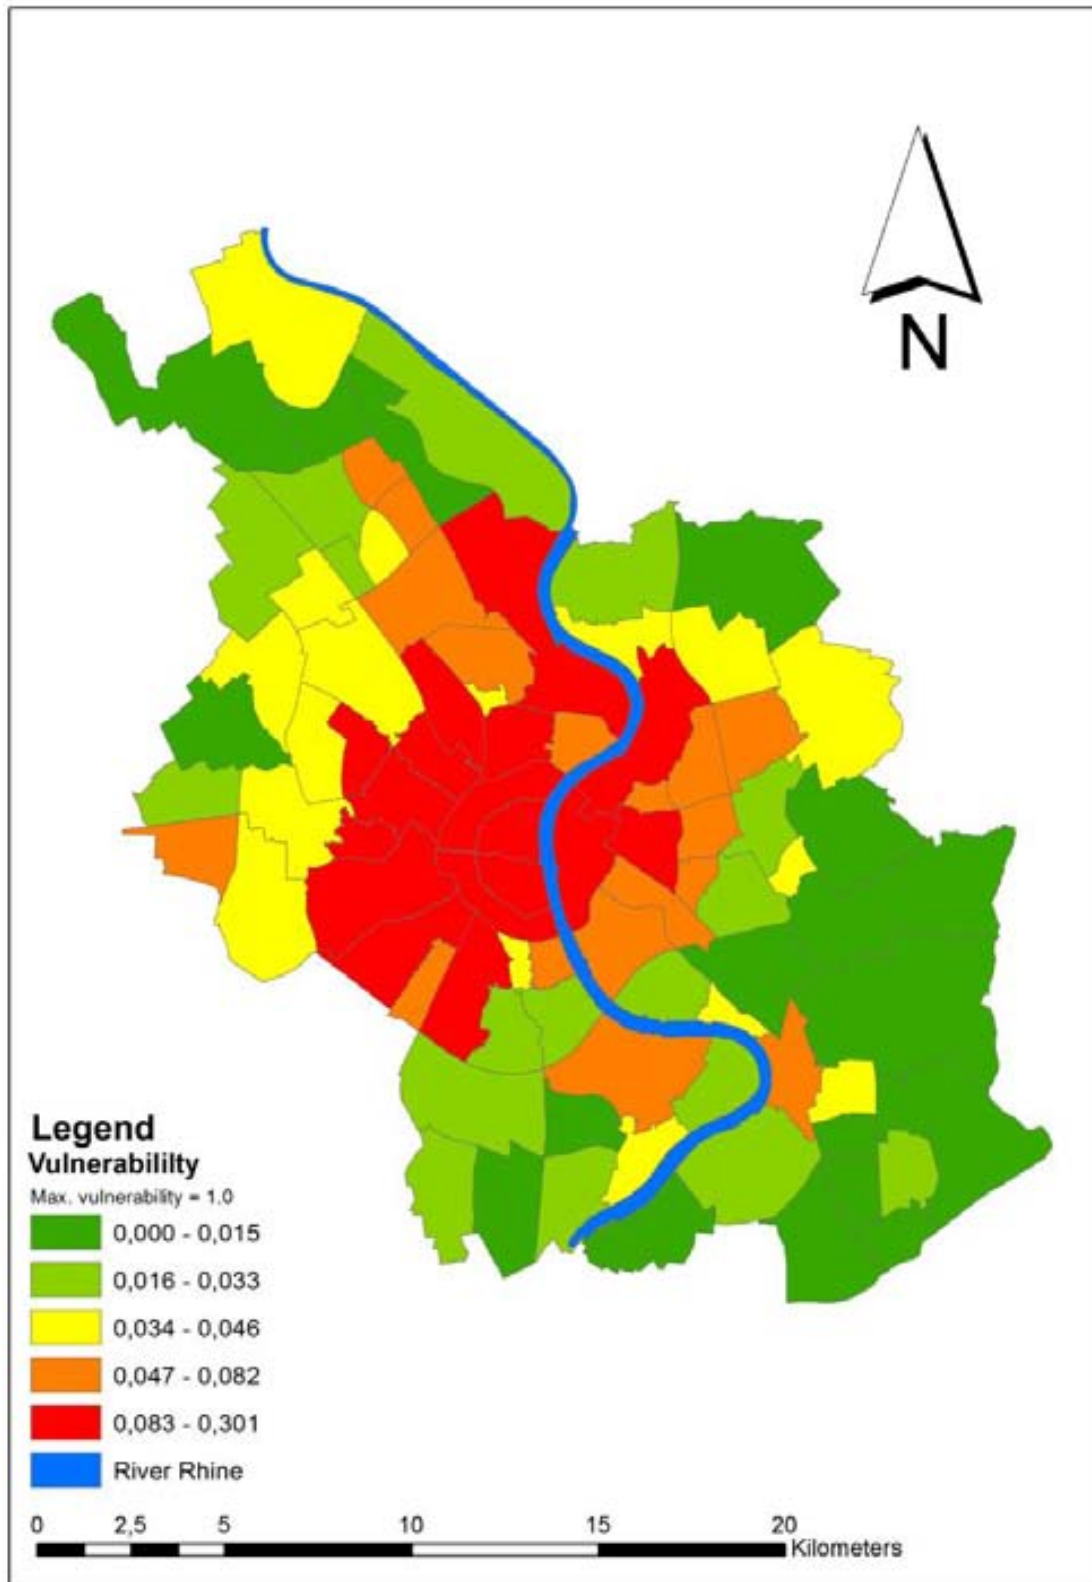 N
Legend
Vulnerabililty
Max. vulnerability = 1.0
0,000 - 0,015
0,016 - 0,033
0,034 - 0,046
0,047 - 0,082
0,083 - 0,301
River Rhine
0 2,5 5 10 15 20
Kilometers